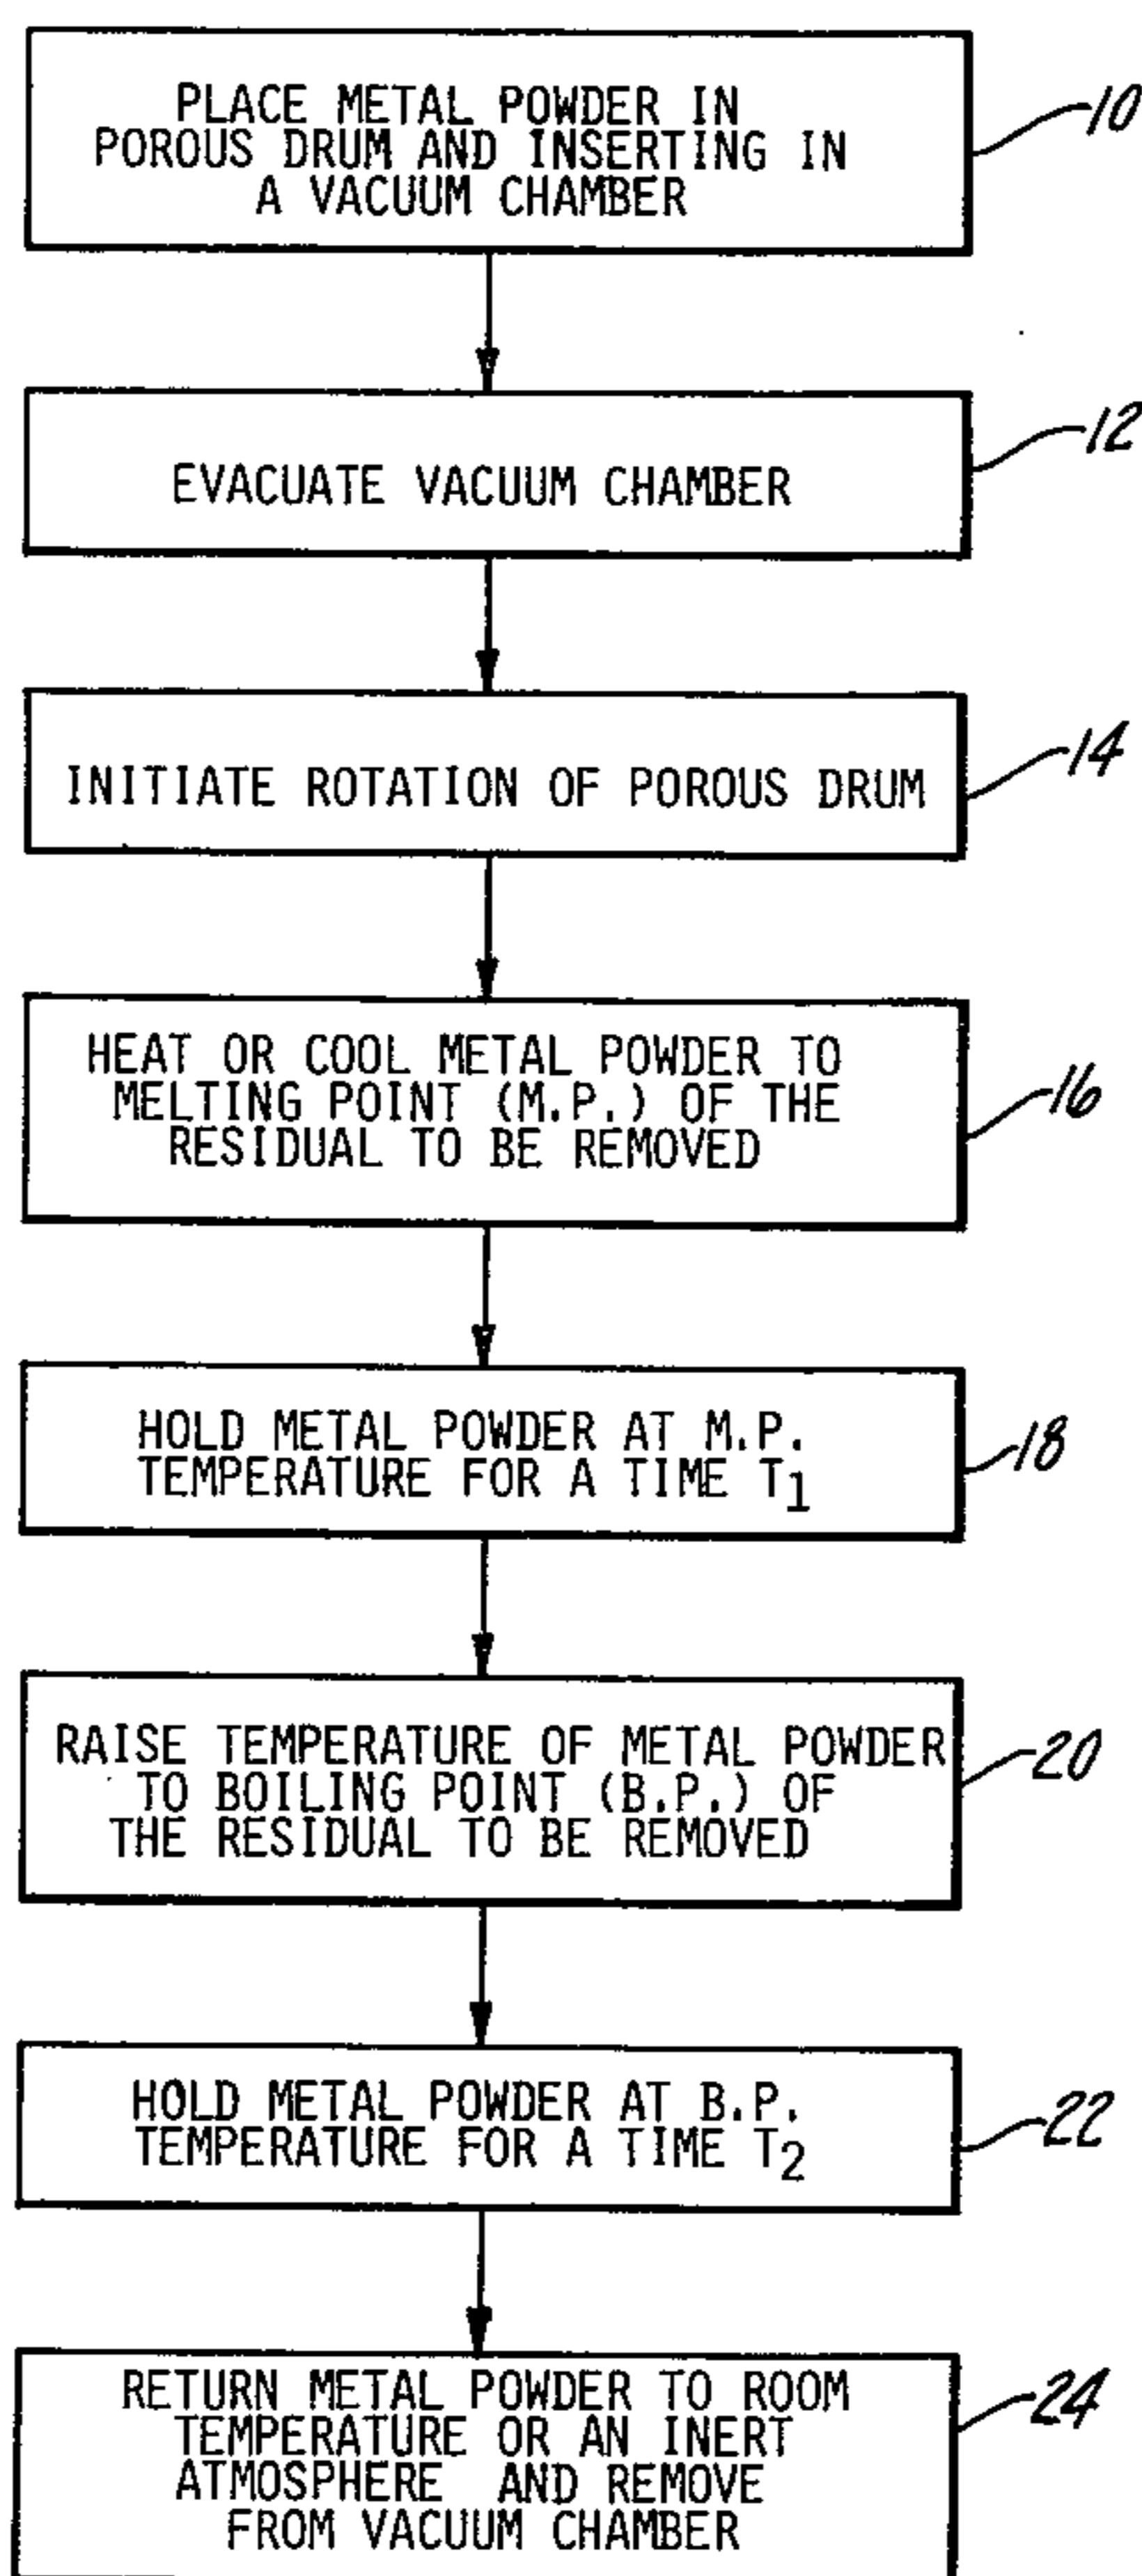 PLACE METAL POWDER IN
POROUS DRUM AND INSERTING IN
A VACUUM CHAMBER
10
EVACUATE VACUUM CHAMBER
12
INITIATE ROTATION OF POROUS DRUM
14
HEAT OR COOL METAL POWDER TO
MELTING POINT (M.P.) OF THE
RESIDUAL TO BE REMOVED
16
HOLD METAL POWDER AT M.P.
TEMPERATURE FOR A TIME T1
18
RAISE TEMPERATURE OF METAL POWDER
TO BOILING POINT (B.P.) OF
THE RESIDUAL TO BE REMOVED
20
HOLD METAL POWDER AT B.P.
TEMPERATURE FOR A TIME T2
22
RETURN METAL POWDER TO ROOM
TEMPERATURE OR AN INERT
ATMOSPHERE AND REMOVE
FROM VACUUM CHAMBER
24